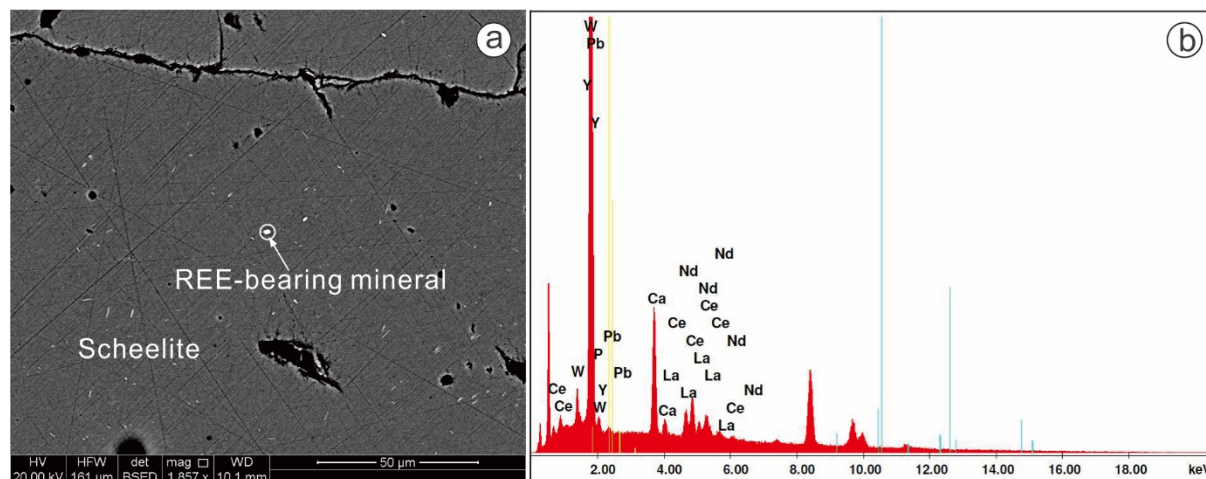 a
REE-bearing mineral
Scheelite
HV HFW det mag □ WD
20.00 kV 161 µm BSED 1 857 x 10.1 mm
50 µm
b
W
Pb
Y
Y
Nd
Nd
Nd
Ca Ce
Ce Ce
Pb Ce Nd
P La
W Pb La La Nd
Ce Y La
Ce W Ca Ce
La
2.00 4.00 6.00 8.00 10.00 12.00 14.00 16.00 18.00 keV